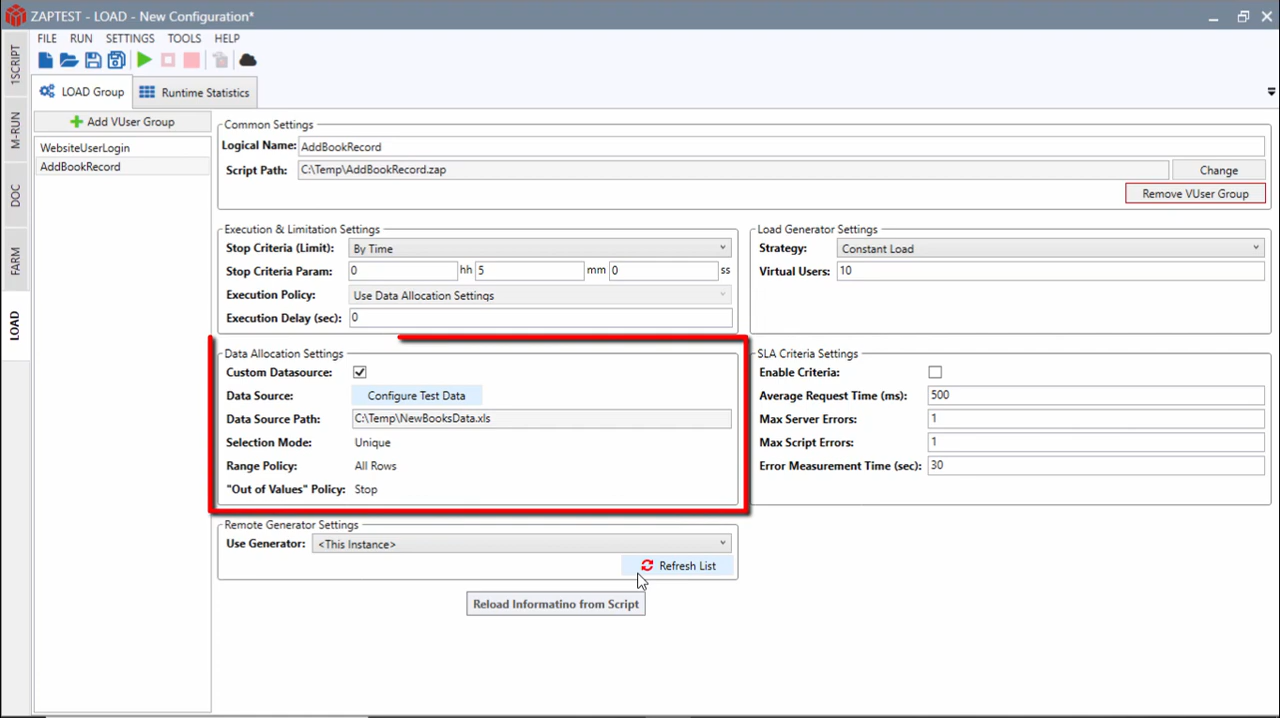 ZAPTEST - LOAD - New Configuration*
FILE RUN SETTINGS TOOLS HELP
1SCRIPT
M-RUN
DOC
FARM
LOAD
LOAD Group
Runtime Statistics
Add VUser Group
WebsiteUserLogin
AddBookRecord
Common Settings
Logical Name: AddBookRecord
Script Path: C:\Temp\AddBookRecord.zap Change
Remove VUser Group
Execution & Limitation Settings
Stop Criteria (Limit): By Time
Stop Criteria Param: 0 hh 5 mm 0 ss
Execution Policy: Use Data Allocation Settings
Execution Delay (sec): 0
Load Generator Settings
Strategy: Constant Load
Virtual Users: 10
Data Allocation Settings
Custom Datasource:
Data Source: Configure Test Data
Data Source Path: C:\Temp\NewBooksData.xls
Selection Mode: Unique
Range Policy: All Rows
"Out of Values" Policy: Stop
SLA Criteria Settings
Enable Criteria:
Average Request Time (ms): 500
Max Server Errors: 1
Max Script Errors: 1
Error Measurement Time (sec): 30
Remote Generator Settings
Use Generator: <This Instance>
Refresh List
Reload Informatino from Script